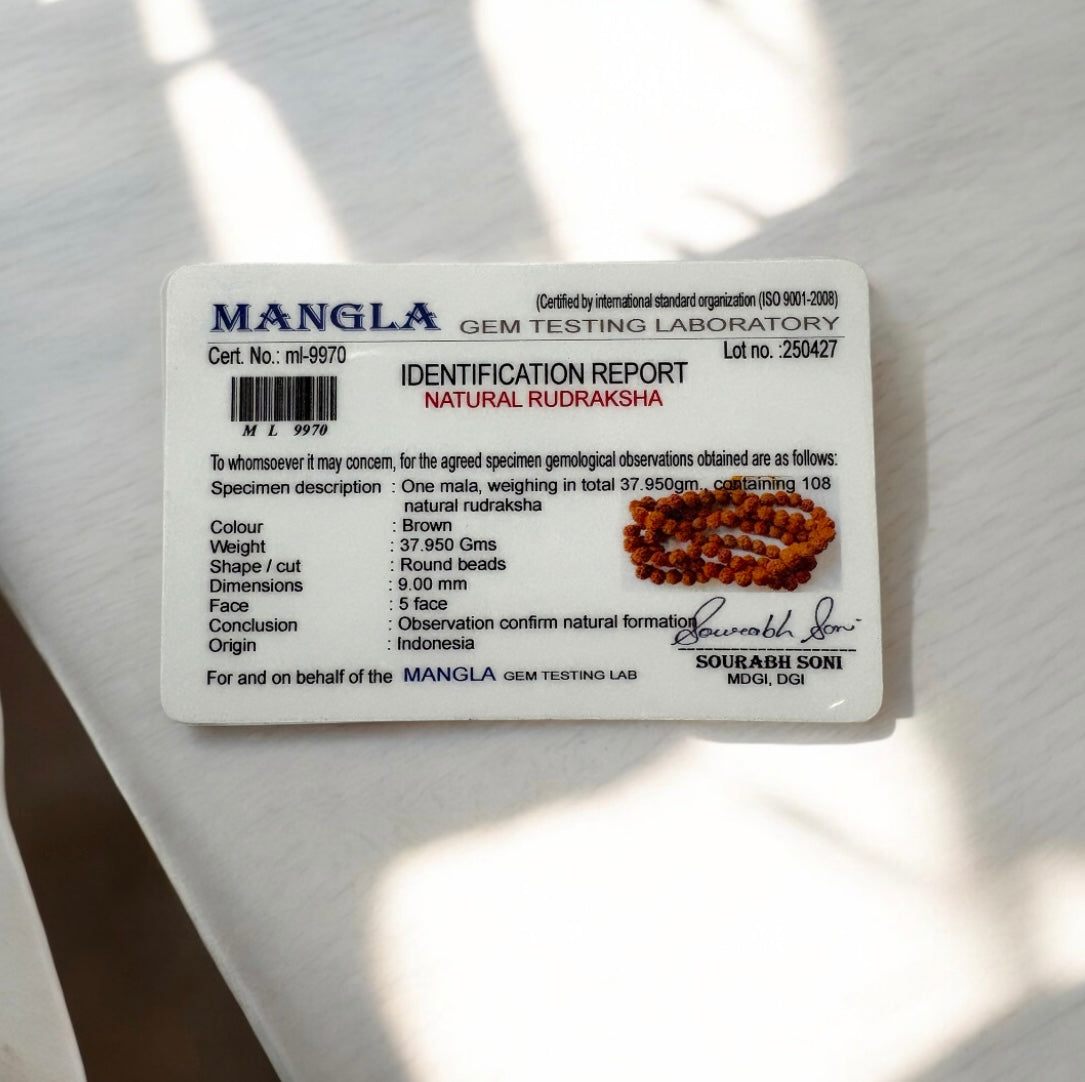 MANGLA
(Certified by international standard organization (ISO 9001-2008)
GEM TESTING LABORATORY
Cert. No.: ml-9970
Lot no. :250427
IDENTIFICATION REPORT
NATURAL RUDRAKSHA
M L 9970
To whomsoever it may concern, for the agreed specimen gemological observations obtained are as follows:
Specimen description : One mala, weighing in total 37.950gm., containing 108
natural rudraksha
Colour : Brown
Weight : 37.950 Gms
Shape / cut : Round beads
Dimensions : 9.00 mm
Face : 5 face
Conclusion : Observation confirm natural formation
Origin : Indonesia
Sourabh Soni
SOURABH SONI
MDGI, DGI
For and on behalf of the MANGLA GEM TESTING LAB